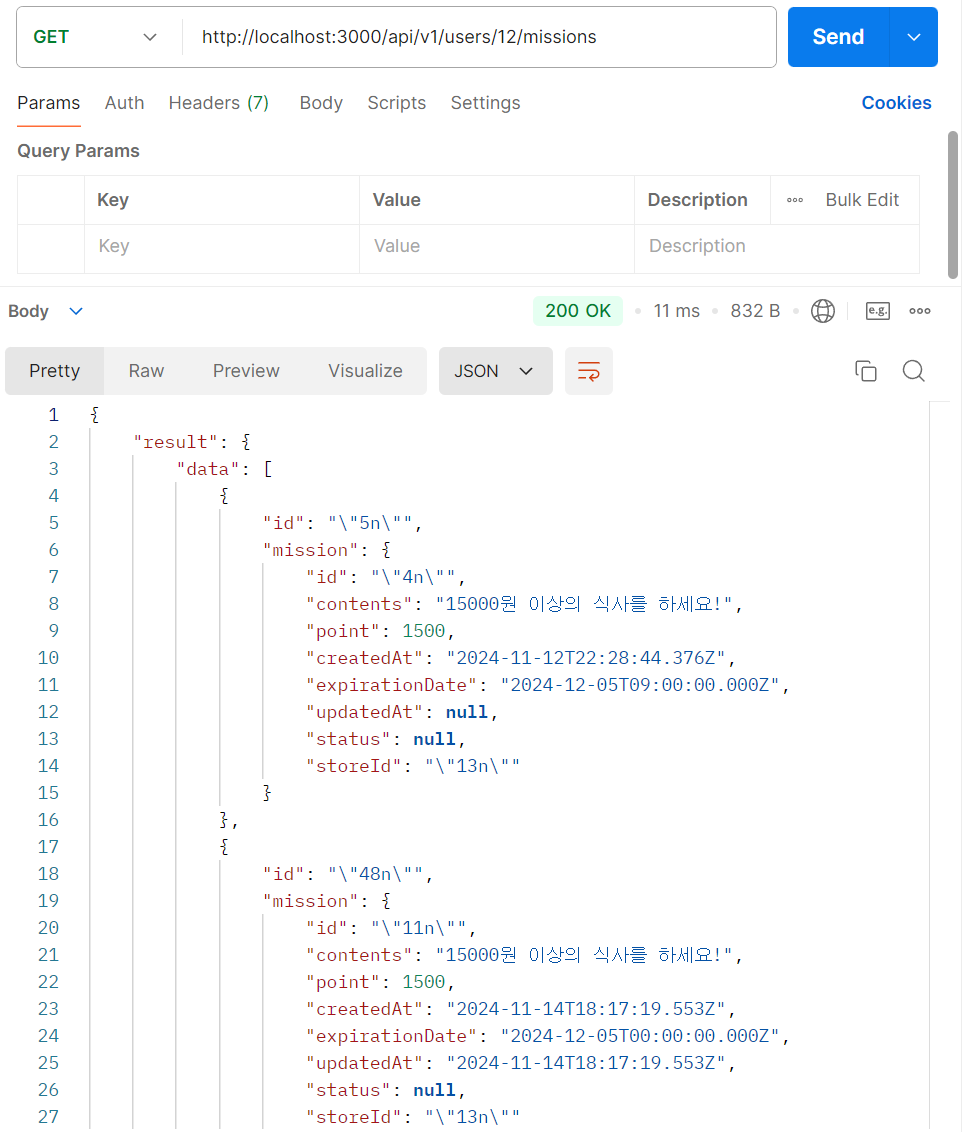 GET http://localhost:3000/api/v1/users/12/missions Send
Params Auth Headers (7) Body Scripts Settings Cookies
Query Params
Key Value Description Bulk Edit
Key Value Description
Body 200 OK 11 ms 832 B e.g.
Pretty Raw Preview Visualize JSON
1 {
2 "result": {
3 "data": [
4 {
5 "id": "\"5n\"",
6 "mission": {
7 "id": "\"4n\"",
8 "contents": "15000원 이상의 식사를 하세요!",
9 "point": 1500,
10 "createdAt": "2024-11-12T22:28:44.376Z",
11 "expirationDate": "2024-12-05T09:00:00.000Z",
12 "updatedAt": null,
13 "status": null,
14 "storeId": "\"13n\""
15 }
16 },
17 {
18 "id": "\"48n\"",
19 "mission": {
20 "id": "\"11n\"",
21 "contents": "15000원 이상의 식사를 하세요!",
22 "point": 1500,
23 "createdAt": "2024-11-14T18:17:19.553Z",
24 "expirationDate": "2024-12-05T00:00:00.000Z",
25 "updatedAt": "2024-11-14T18:17:19.553Z",
26 "status": null,
27 "storeId": "\"13n\""